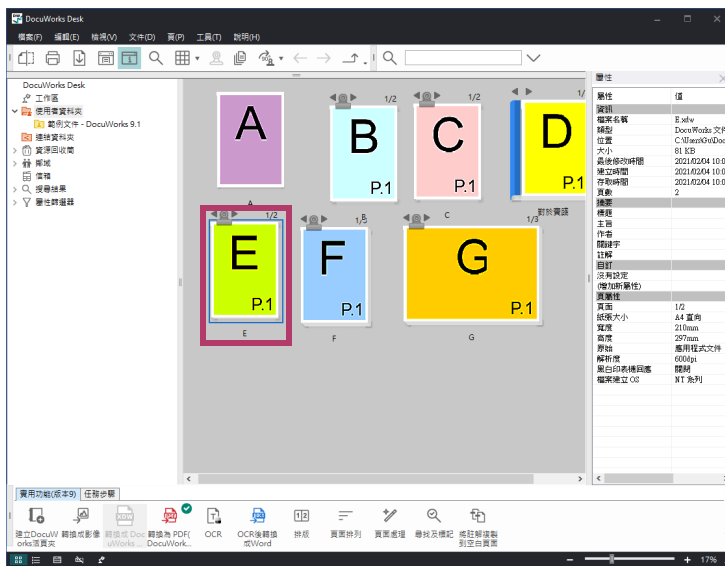 DocuWorks Desk
檔案(F) 編輯(E) 檢視(V) 文件(D) 頁(P) 工具(T) 說明(H)
DocuWorks Desk
工作區
使用者資料夾
範例文件 - DocuWorks 9.1
連結資料夾
資源回收筒
鄰域
信箱
搜尋結果
屬性篩選器
A
A
1/2
B
P.1
B
1/2
C
P.1
C
1/
D
P.1
對於賣諾
1/2
E
P.1
E
1/3
F
P.1
F
1/3
G
P.1
G
屬性
屬性 值
資訊
檔案名稱 E.xdw
類型 DocuWorks 文件
位置 C:\Users\Gu\Doc
大小 81 KB
最後修改時間 2021/02/04 10:0
建立時間 2021/02/04 10:0
存取時間 2021/02/04 10:0
頁數 2
摘要
標題
主旨
作者
關鍵字
註解
自訂
沒有設定
(增加新屬性)
頁屬性
頁面 1/2
紙張大小 A4 直向
寬度 210mm
高度 297mm
原始 應用程式文件
解析度 600dpi
黑白印表機回應 關閉
檔案建立 OS NT 系列
實用功能(版本9) 任務步驟
建立DocuWorks活頁夾
轉換成影像
轉換成 DocuWorks ...
轉換為 PDF(DocuWork...
OCR
OCR後轉換成Word
排版
頁面排列
頁面處理
尋找及標記
將註解複製到空白頁面
17%